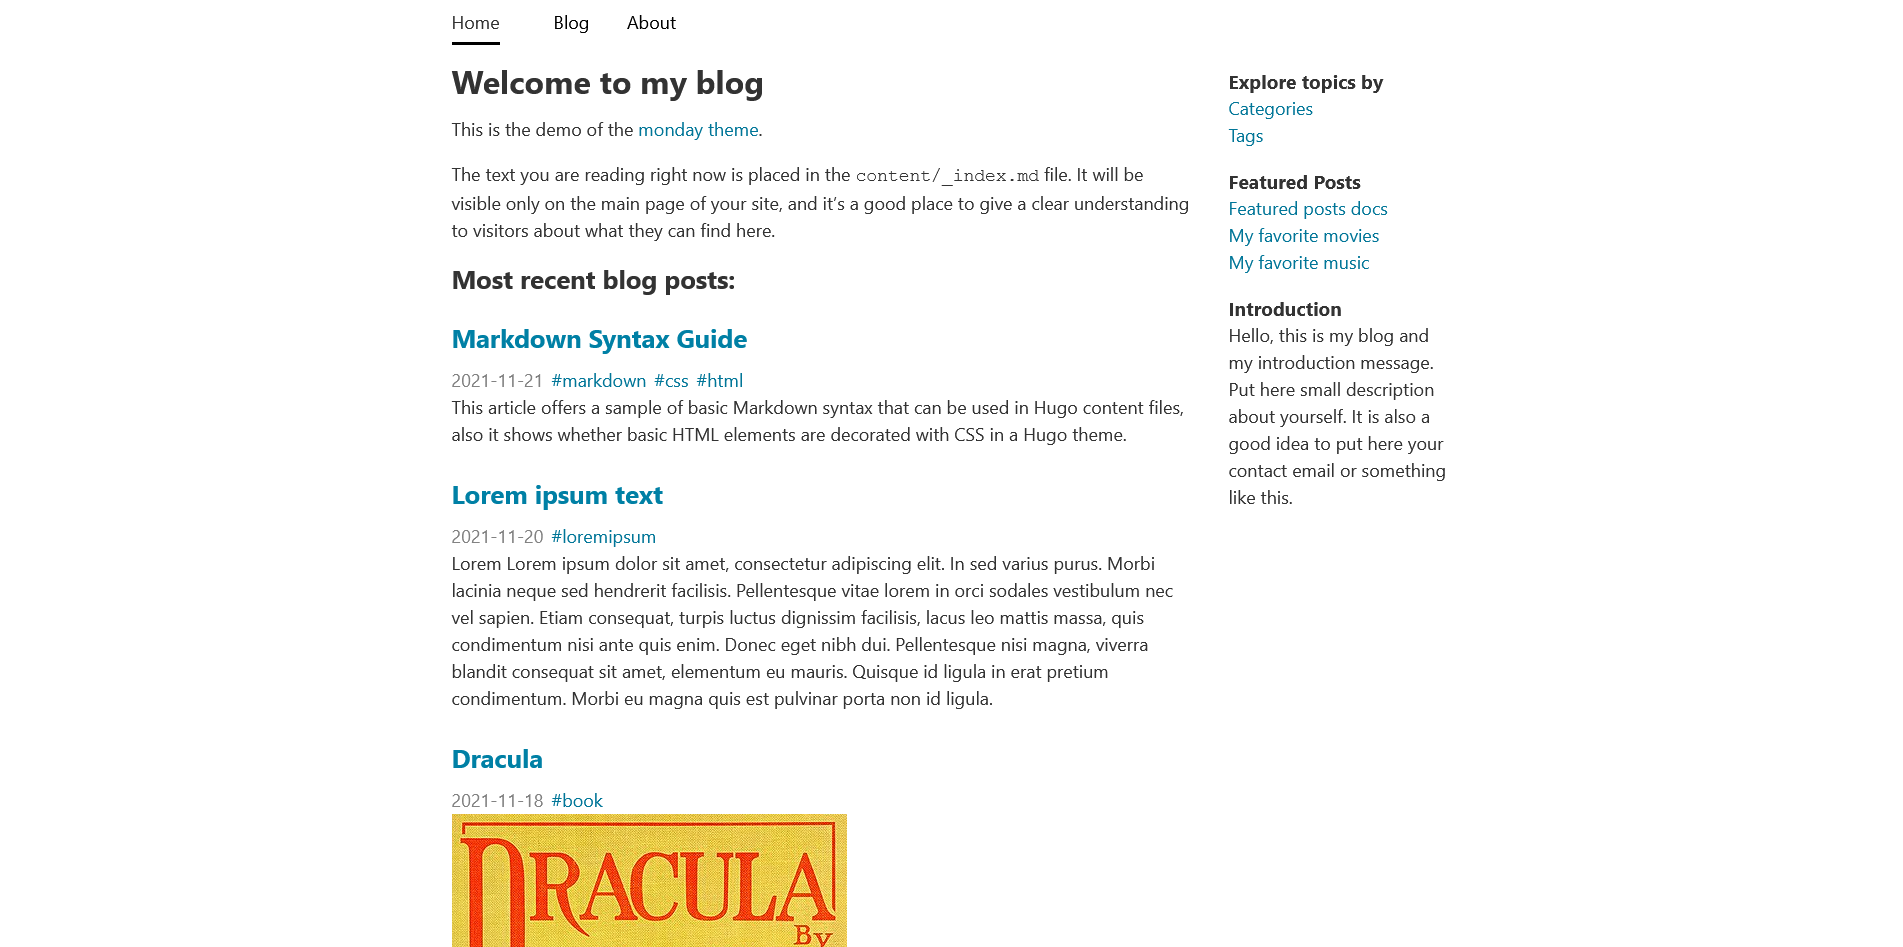 Home Blog About
Welcome to my blog
This is the demo of the monday theme.
The text you are reading right now is placed in the content/_index.md file. It will be
visible only on the main page of your site, and it's a good place to give a clear understanding
to visitors about what they can find here.
Most recent blog posts:
Markdown Syntax Guide
2021-11-21 #markdown #css #html
This article offers a sample of basic Markdown syntax that can be used in Hugo content files,
also it shows whether basic HTML elements are decorated with CSS in a Hugo theme.
Lorem ipsum text
2021-11-20 #loremipsum
Lorem Lorem ipsum dolor sit amet, consectetur adipiscing elit. In sed varius purus. Morbi
lacinia neque sed hendrerit facilisis. Pellentesque vitae lorem in orci sodales vestibulum nec
vel sapien. Etiam consequat, turpis luctus dignissim facilisis, lacus leo mattis massa, quis
condimentum nisi ante quis enim. Donec eget nibh dui. Pellentesque nisi magna, viverra
blandit consequat sit amet, elementum eu mauris. Quisque id ligula in erat pretium
condimentum. Morbi eu magna quis est pulvinar porta non id ligula.
Dracula
2021-11-18 #book
DRACULA
By
Explore topics by
Categories
Tags
Featured Posts
Featured posts docs
My favorite movies
My favorite music
Introduction
Hello, this is my blog and
my introduction message.
Put here small description
about yourself. It is also a
good idea to put here your
contact email or something
like this.